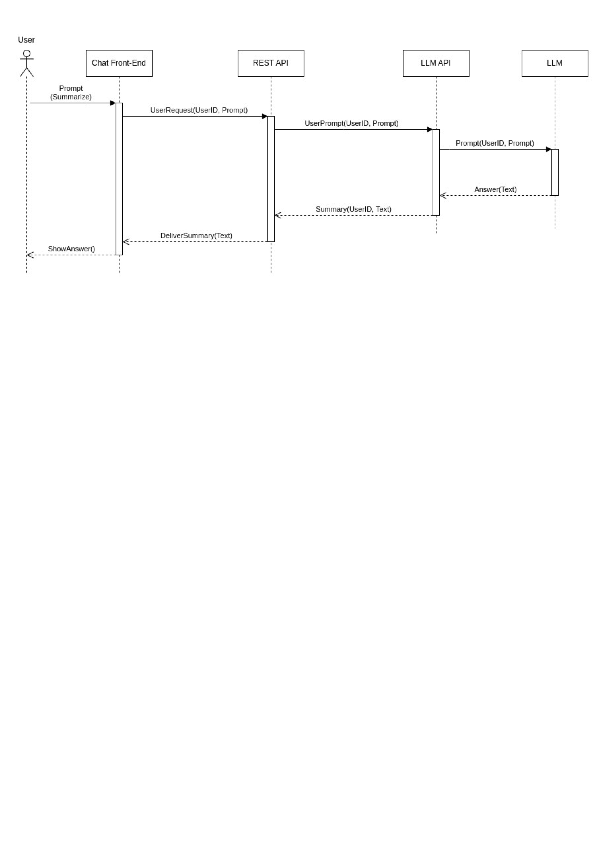 User
Chat Front-End
REST API
LLM API
LLM
Prompt
(Summarize)
UserRequest(UserID, Prompt)
UserPrompt(UserID, Prompt)
Prompt(UserID, Prompt)
Answer(Text)
Summary(UserID, Text)
DeliverSummary(Text)
ShowAnswer()